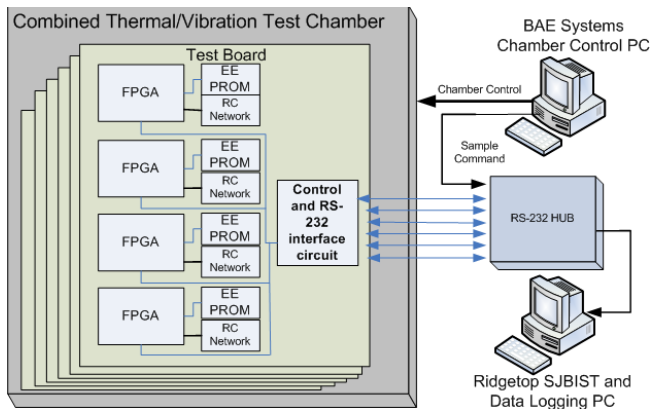 Combined Thermal/Vibration Test Chamber
Test Board
FPGA
EE
PROM
RC
Network
FPGA
EE
PROM
RC
Network
FPGA
EE
PROM
RC
Network
FPGA
EE
PROM
RC
Network
Control
and RS-
232
interface
circuit
BAE Systems
Chamber Control PC
Chamber Control
Sample
Command
RS-232 HUB
Ridgetop SJBIST and
Data Logging PC